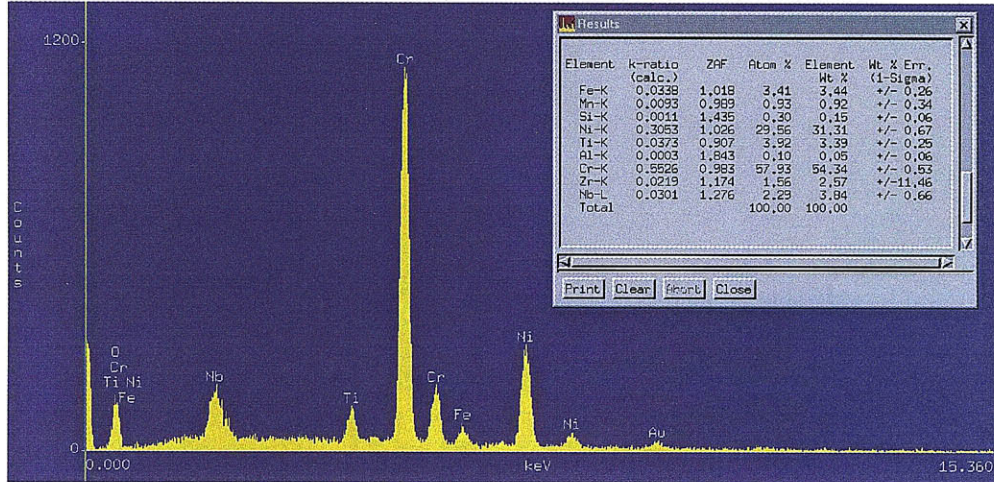 1200
Cr
O
Cr
Ti Ni
Fe
Nb
Ti
Cr
Fe
Ni
Ni
Au
0
0.000
keV
15.360
Counts
Results
Element k-ratio ZAF Atom % Element Wt % Err.
(calc.) Wt % (1-Sigma)
Fe-K 0.0338 1.018 3.41 3.44 +/- 0.26
Mn-K 0.0093 0.989 0.93 0.92 +/- 0.34
Si-K 0.0011 1.435 0.30 0.15 +/- 0.06
Ni-K 0.3053 1.026 29.56 31.31 +/- 0.67
Ti-K 0.0373 0.907 3.92 3.39 +/- 0.25
Al-K 0.0003 1.843 0.10 0.05 +/- 0.06
Cr-K 0.5526 0.983 57.93 54.34 +/- 0.53
Zr-K 0.0219 1.174 1.56 2.57 +/-11.46
Nb-L 0.0301 1.276 2.29 3.84 +/- 0.66
Total 100.00 100.00
Print Clear Abort Close